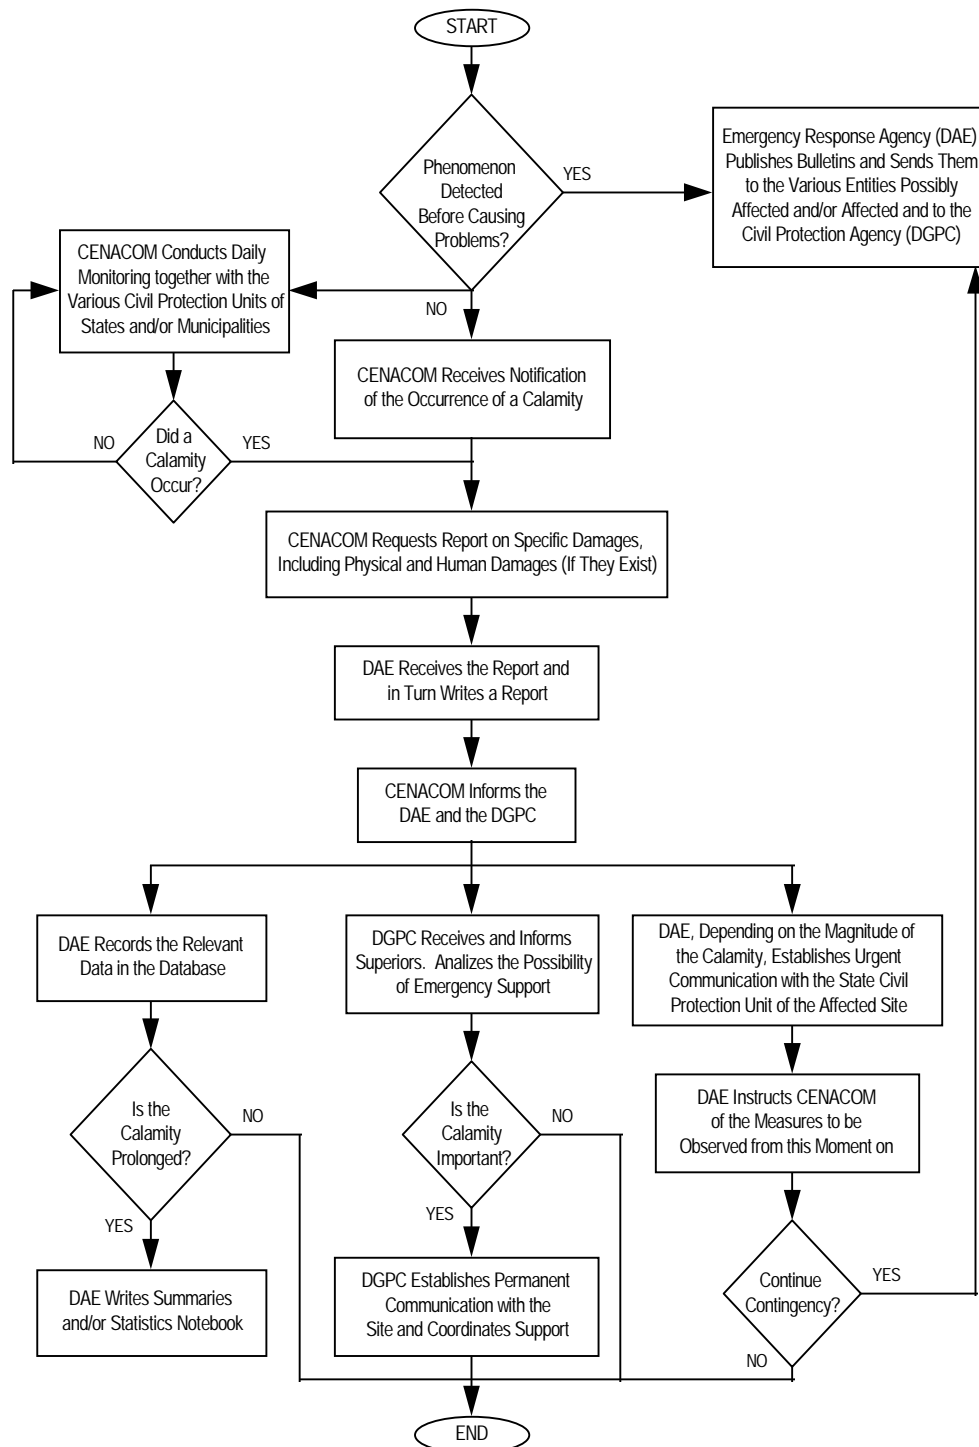 START
Phenomenon
Detected
Before Causing
Problems?
YES
Emergency Response Agency (DAE)
Publishes Bulletins and Sends Them
to the Various Entities Possibly
Affected and/or Affected and to the
Civil Protection Agency (DGPC)
CENACOM Conducts Daily
Monitoring together with the
Various Civil Protection Units of
States and/or Municipalities
NO
CENACOM Receives Notification
of the Occurrence of a Calamity
NO
Did a
Calamity
Occur?
YES
CENACOM Requests Report on Specific Damages,
Including Physical and Human Damages (If They Exist)
DAE Receives the Report and
in Turn Writes a Report
CENACOM Informs the
DAE and the DGPC
DAE Records the Relevant
Data in the Database
DGPC Receives and Informs
Superiors. Analizes the Possibility
of Emergency Support
DAE, Depending on the Magnitude of
the Calamity, Establishes Urgent
Communication with the State Civil
Protection Unit of the Affected Site
Is the
Calamity
Prolonged?
NO
YES
Is the
Calamity
Important?
NO
YES
DAE Instructs CENACOM
of the Measures to be
Observed from this Moment on
DAE Writes Summaries
and/or Statistics Notebook
DGPC Establishes Permanent
Communication with the
Site and Coordinates Support
Continue
Contingency?
YES
NO
END